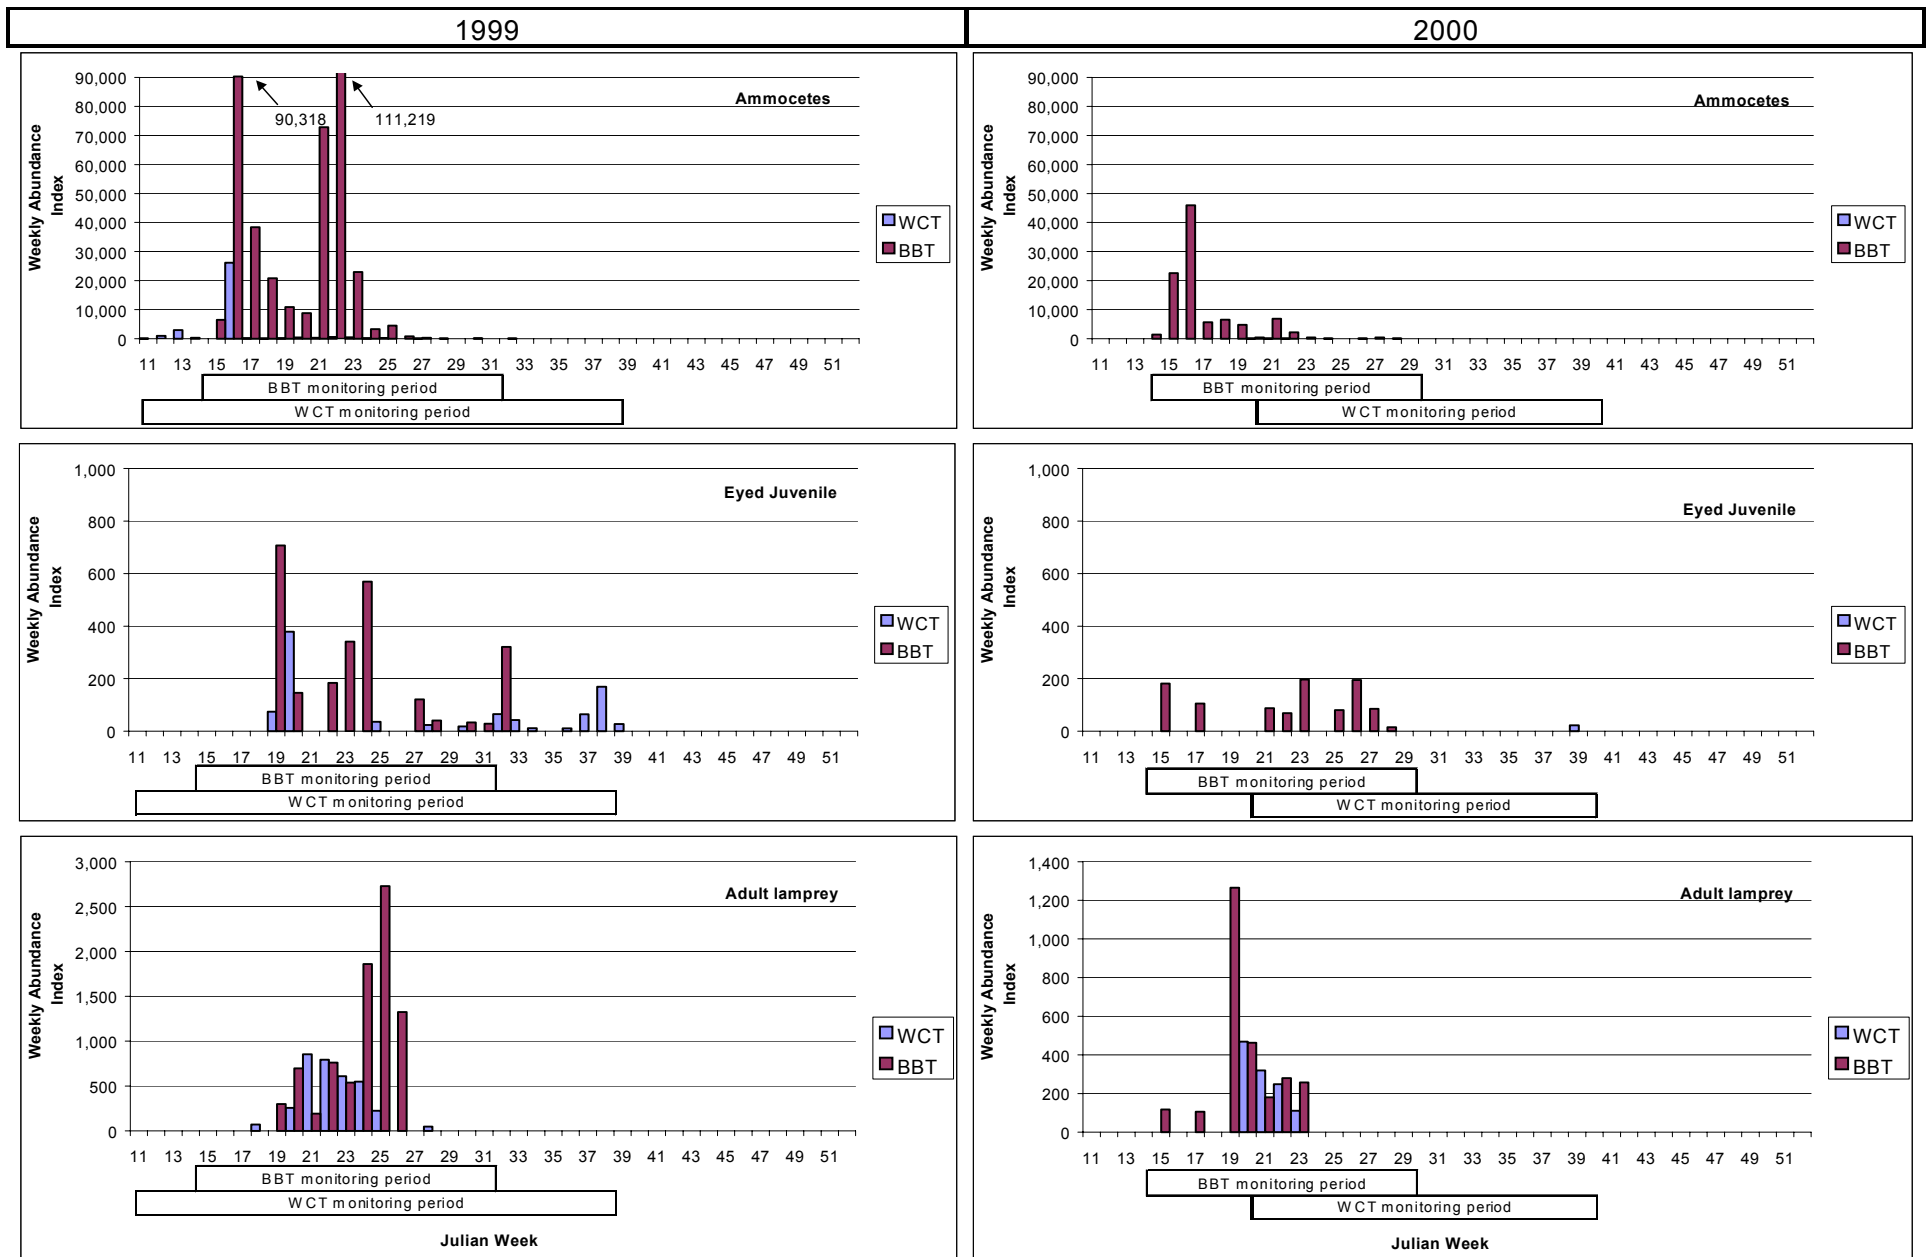 1999
2000
90,000
80,000
70,000
60,000
50,000
40,000
30,000
20,000
10,000
0
Weekly Abundance
Index
Ammocetes
90,318
111,219
WCT
BBT
11 13 15 17 19 21 23 25 27 29 31 33 35 37 39 41 43 45 47 49 51
BBT monitoring period
WCT monitoring period
90,000
80,000
70,000
60,000
50,000
40,000
30,000
20,000
10,000
0
Weekly Abundance
Index
Ammocetes
WCT
BBT
11 13 15 17 19 21 23 25 27 29 31 33 35 37 39 41 43 45 47 49 51
BBT monitoring period
WCT monitoring period
1,000
800
600
400
200
0
Weekly Abundance
Index
Eyed Juvenile
WCT
BBT
11 13 15 17 19 21 23 25 27 29 31 33 35 37 39 41 43 45 47 49 51
BBT monitoring period
WCT monitoring period
1,000
800
600
400
200
0
Weekly Abundance
Index
Eyed Juvenile
WCT
BBT
11 13 15 17 19 21 23 25 27 29 31 33 35 37 39 41 43 45 47 49 51
BBT monitoring period
WCT monitoring period
3,000
2,500
2,000
1,500
1,000
500
0
Weekly Abundance
Index
Adult lamprey
WCT
BBT
11 13 15 17 19 21 23 25 27 29 31 33 35 37 39 41 43 45 47 49 51
BBT monitoring period
WCT monitoring period
Julian Week
1,400
1,200
1,000
800
600
400
200
0
Weekly Abundance
Index
Adult lamprey
WCT
BBT
11 13 15 17 19 21 23 25 27 29 31 33 35 37 39 41 43 45 47 49 51
BBT monitoring period
WCT monitoring period
Julian Week